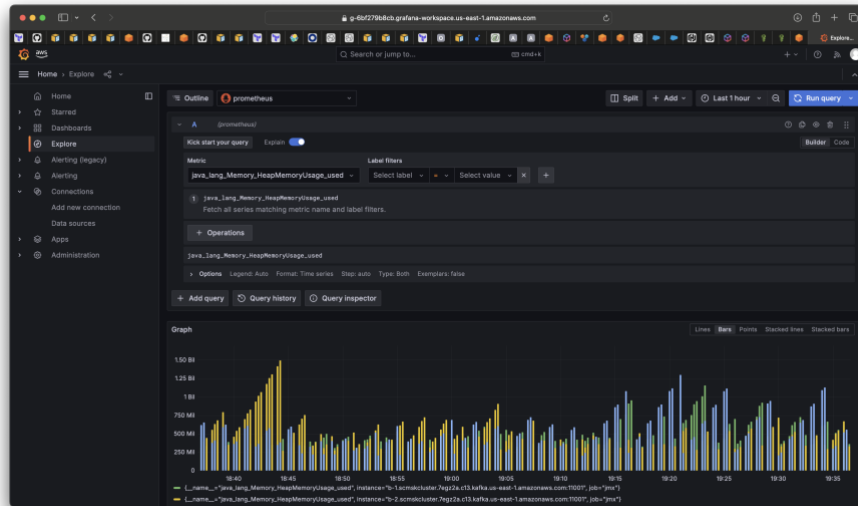 g-6bf279b8cb.grafana-workspace.us-east-1.amazonaws.com
Explore...
aws
Search or jump to...
cmd+k
Home › Explore
Home
Starred
Dashboards
Explore
Alerting (legacy)
Alerting
Connections
Add new connection
Data sources
Apps
Administration
Outline
prometheus
Split
+ Add
Last 1 hour
Run query
A
(prometheus)
Kick start your query
Explain
Builder
Code
Metric
Label filters
java_lang_Memory_HeapMemoryUsage_used
Select label
=
Select value
×
+
1 java_lang_Memory_HeapMemoryUsage_used
Fetch all series matching metric name and label filters.
+ Operations
java_lang_Memory_HeapMemoryUsage_used
› Options Legend: Auto Format: Time series Step: auto Type: Both Exemplars: false
+ Add query
Query history
Query inspector
Graph
Lines Bars Points Stacked lines Stacked bars
1.50 Bil
1.25 Bil
1 Bil
750 Mil
500 Mil
250 Mil
0
18:40 18:45 18:50 18:55 19:00 19:05 19:10 19:15 19:20 19:25 19:30 19:35
{__name__="java_lang_Memory_HeapMemoryUsage_used", instance="b-1.scmskcluster.7egz2a.c13.kafka.us-east-1.amazonaws.com:11001", job="jmx"}
{__name__="java_lang_Memory_HeapMemoryUsage_used", instance="b-2.scmskcluster.7egz2a.c13.kafka.us-east-1.amazonaws.com:11001", job="jmx"}